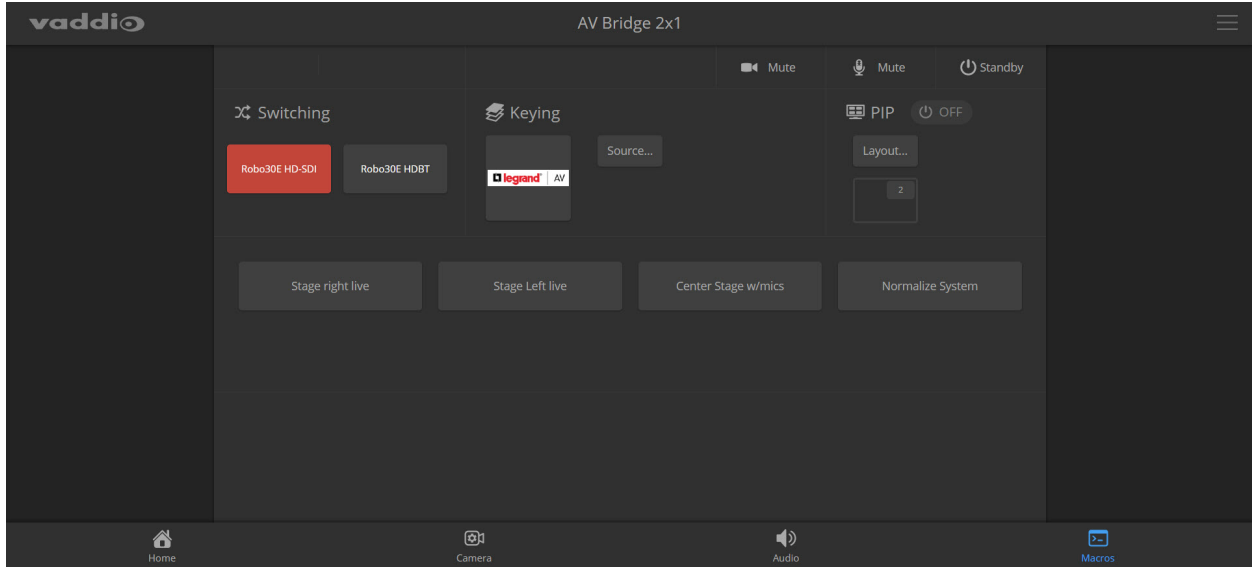 vaddio
AV Bridge 2x1
Mute
Mute
Standby
Switching
Keying
PIP
OFF
Robo30E HD-SDI
Robo30E HDBT
legrand® AV
Source...
Layout...
2
Stage right live
Stage Left live
Center Stage w/mics
Normalize System
Home
Camera
Audio
Macros